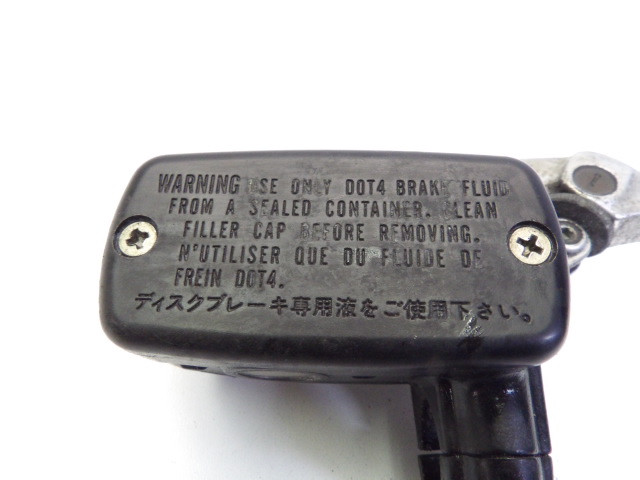 WARNING USE ONLY DOT4 BRAKE FLUID
FROM A SEALED CONTAINER. CLEAN
FILLER CAP BEFORE REMOVING.
N'UTILISER QUE DU FLUIDE DE
FREIN DOT4.
ディスクブレーキ専用液をご使用下さい。